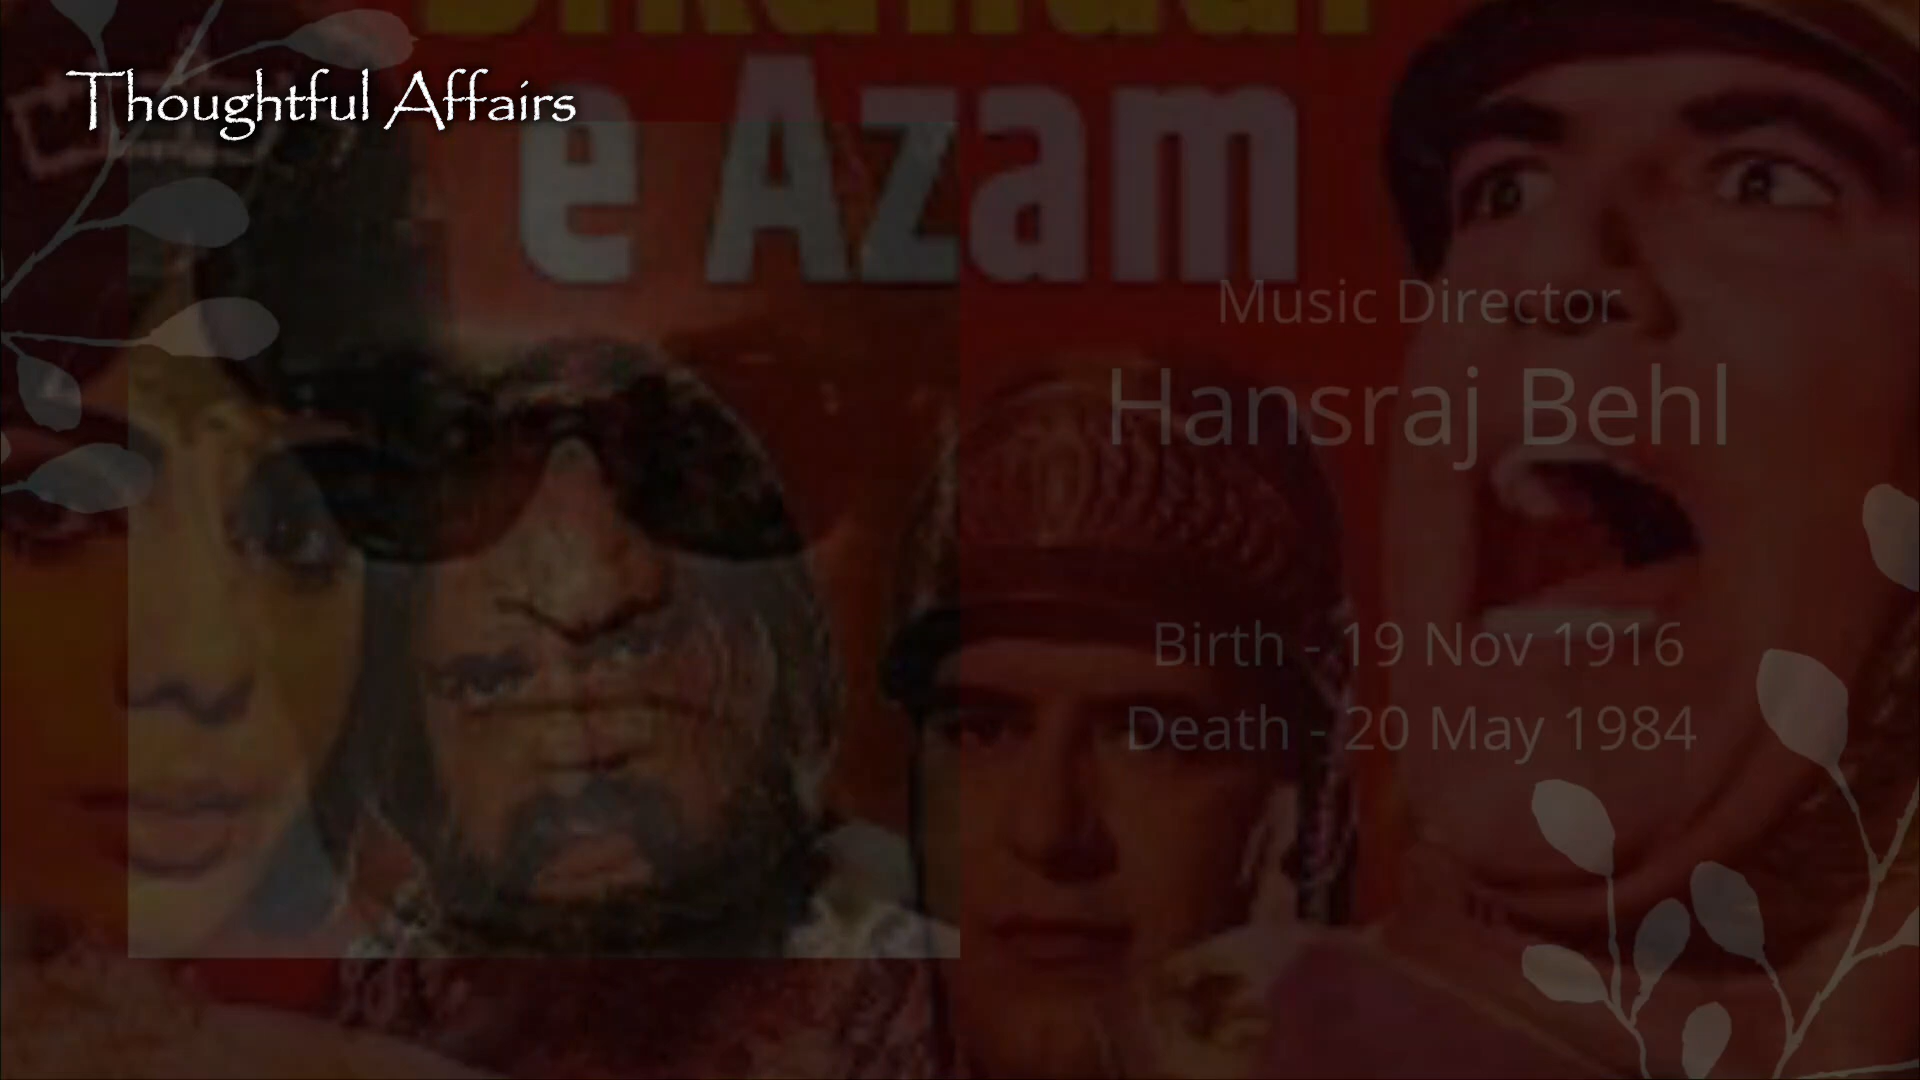 Thoughtful Affairs
e Azam
Music Director
Hansraj Behl
Birth - 19 Nov 1916
Death - 20 May 1984